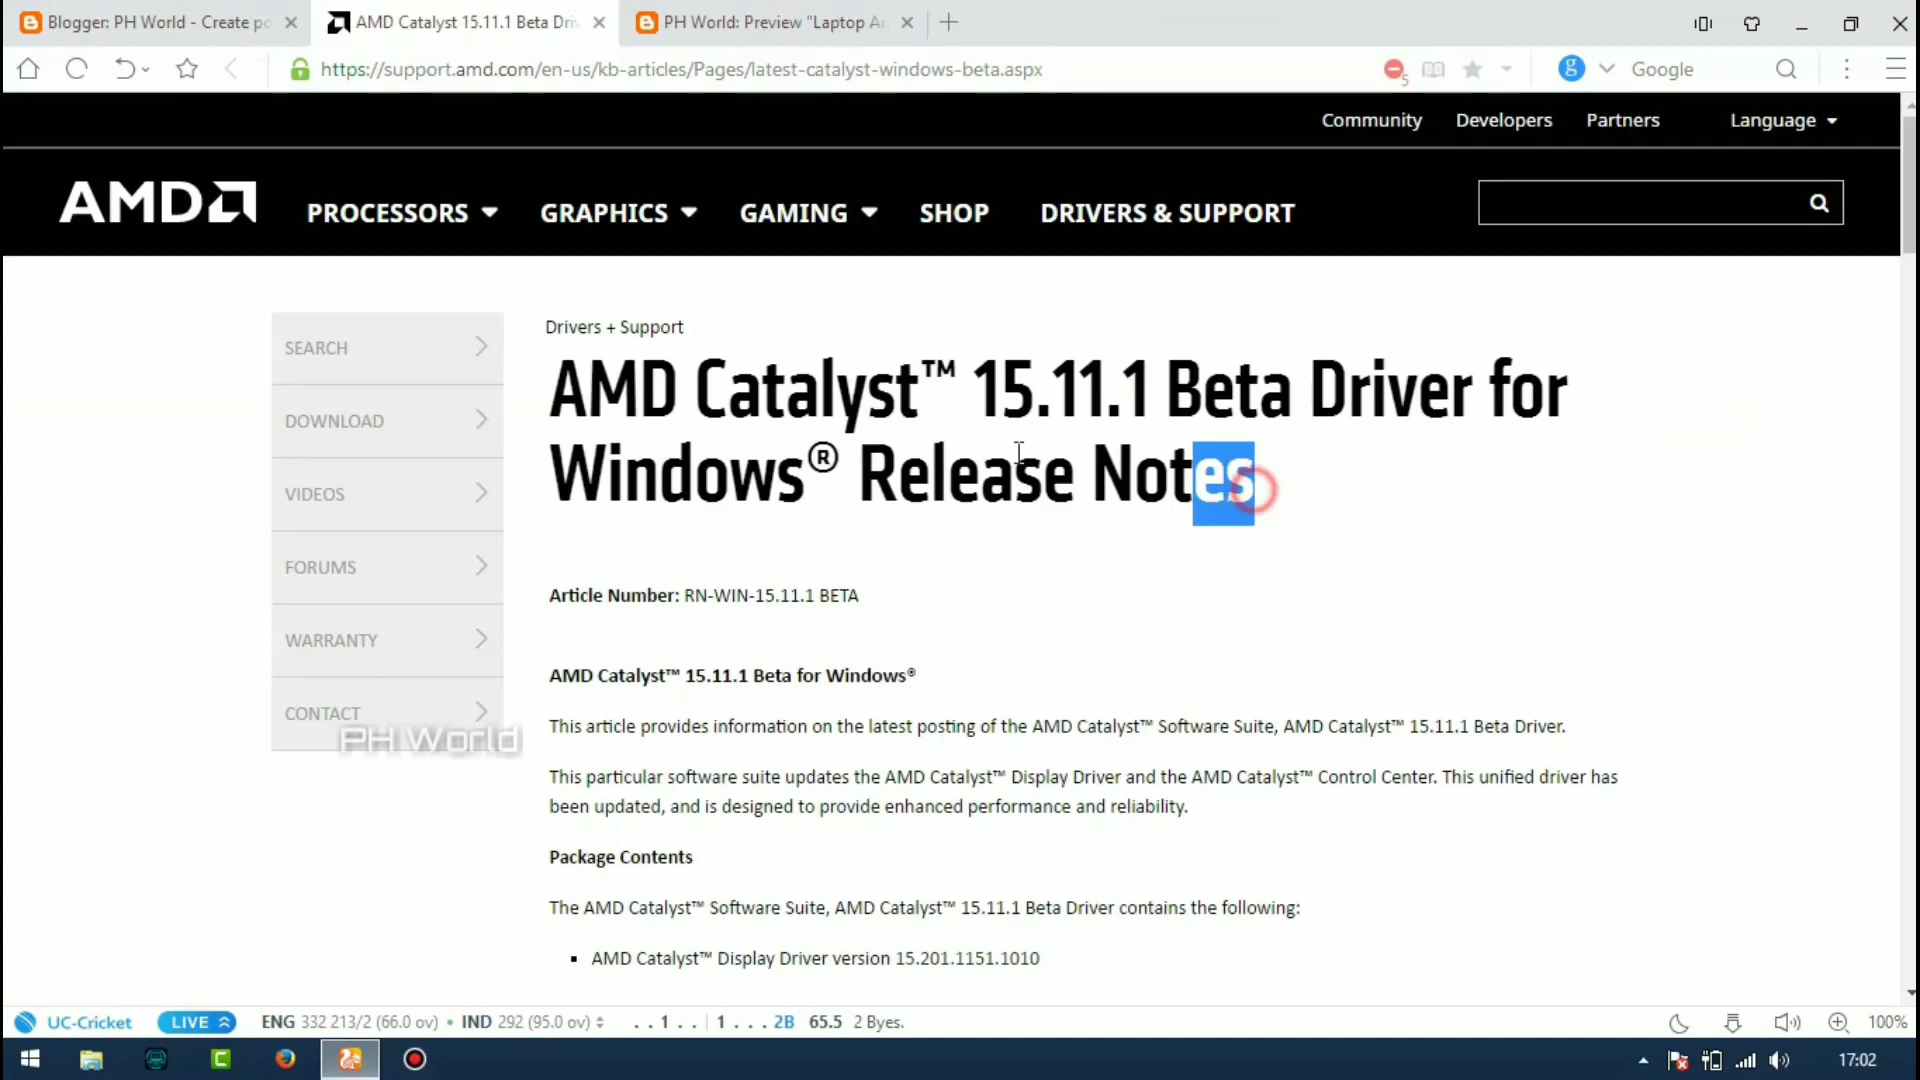 Blogger: PH World - Create po
AMD Catalyst 15.11.1 Beta Driv
PH World: Preview "Laptop Ar
https://support.amd.com/en-us/kb-articles/Pages/latest-catalyst-windows-beta.aspx
5
g
Google
Community
Developers
Partners
Language
AMD
PROCESSORS
GRAPHICS
GAMING
SHOP
DRIVERS & SUPPORT
SEARCH
DOWNLOAD
VIDEOS
FORUMS
WARRANTY
CONTACT
PH World
Drivers + Support
AMD Catalyst™ 15.11.1 Beta Driver for
Windows® Release Notes
Article Number: RN-WIN-15.11.1 BETA
AMD Catalyst™ 15.11.1 Beta for Windows®
This article provides information on the latest posting of the AMD Catalyst™ Software Suite, AMD Catalyst™ 15.11.1 Beta Driver.
This particular software suite updates the AMD Catalyst™ Display Driver and the AMD Catalyst™ Control Center. This unified driver has
been updated, and is designed to provide enhanced performance and reliability.
Package Contents
The AMD Catalyst™ Software Suite, AMD Catalyst™ 15.11.1 Beta Driver contains the following:
▪ AMD Catalyst™ Display Driver version 15.201.1151.1010
UC-Cricket
LIVE
ENG 332 213/2 (66.0 ov) • IND 292 (95.0 ov)
. . 1 . . | 1 . . . 2B 65.5 2 Byes.
100%
17:02